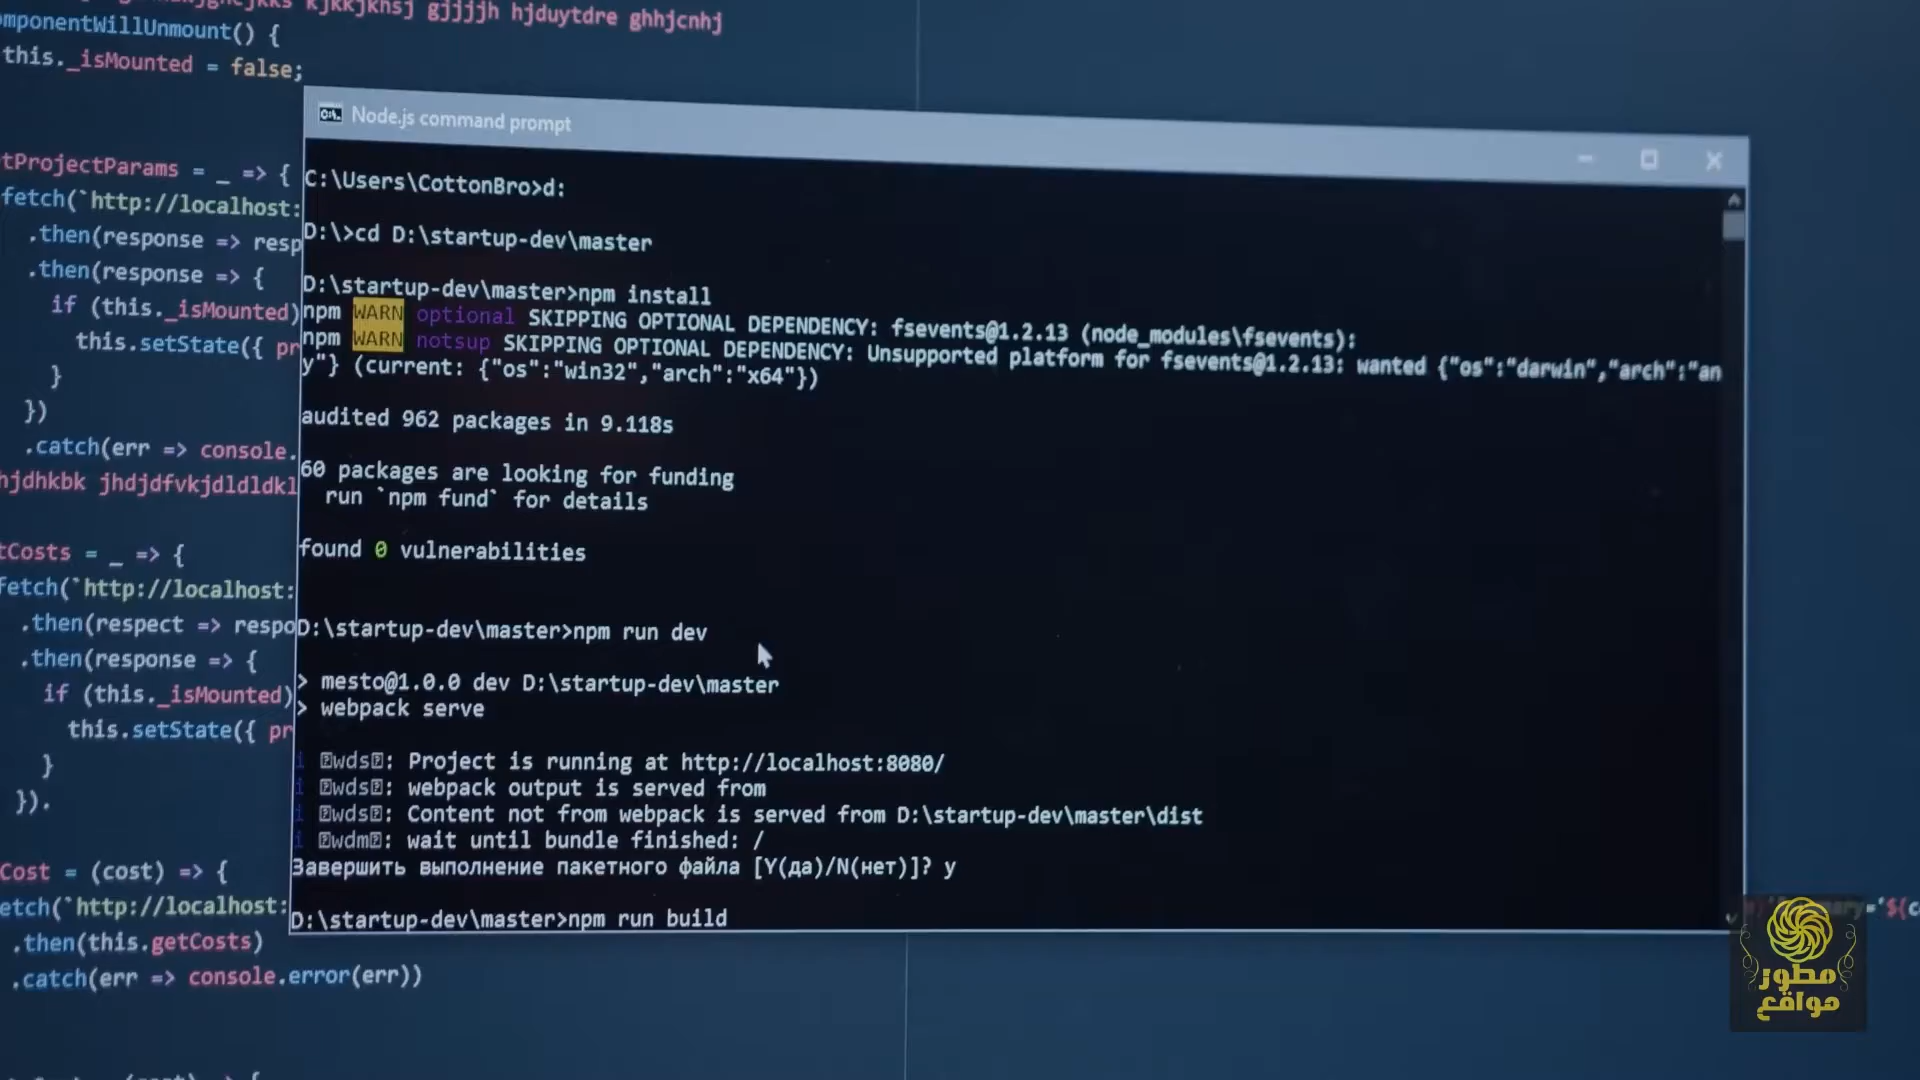 kjkkjkhsj gjjjjh hjduytdre ghhjcnhj
mponentWillUnmount() {
this._isMounted = false;
tProjectParams = _ => {
fetch(`http://localhost:
.then(response => resp
.then(response => {
if (this._isMounted)
this.setState({ pr
}
})
.catch(err => console.
hjdhkbk jhdjdfvkjdldldkl
tCosts = _ => {
fetch(`http://localhost:
.then(respect => respo
.then(response => {
if (this._isMounted)
this.setState({ pr
}
}).
Cost = (cost) => {
etch(`http://localhost:
.then(this.getCosts)
.catch(err => console.error(err))
Node.js command prompt
C:\Users\CottonBro>d:
D:\>cd D:\startup-dev\master
D:\startup-dev\master>npm install
npm WARN optional SKIPPING OPTIONAL DEPENDENCY: fsevents@1.2.13 (node_modules\fsevents):
npm WARN notsup SKIPPING OPTIONAL DEPENDENCY: Unsupported platform for fsevents@1.2.13: wanted {"os":"darwin","arch":"an
y"} (current: {"os":"win32","arch":"x64"})
audited 962 packages in 9.118s
60 packages are looking for funding
run `npm fund` for details
found 0 vulnerabilities
D:\startup-dev\master>npm run dev
> mesto@1.0.0 dev D:\startup-dev\master
> webpack serve
i ｢wds｣: Project is running at http://localhost:8080/
i ｢wds｣: webpack output is served from
i ｢wds｣: Content not from webpack is served from D:\startup-dev\master\dist
i ｢wdm｣: wait until bundle finished: /
Завершить выполнение пакетного файла [Y(да)/N(нет)]? y
D:\startup-dev\master>npm run build
مطور
مواقع